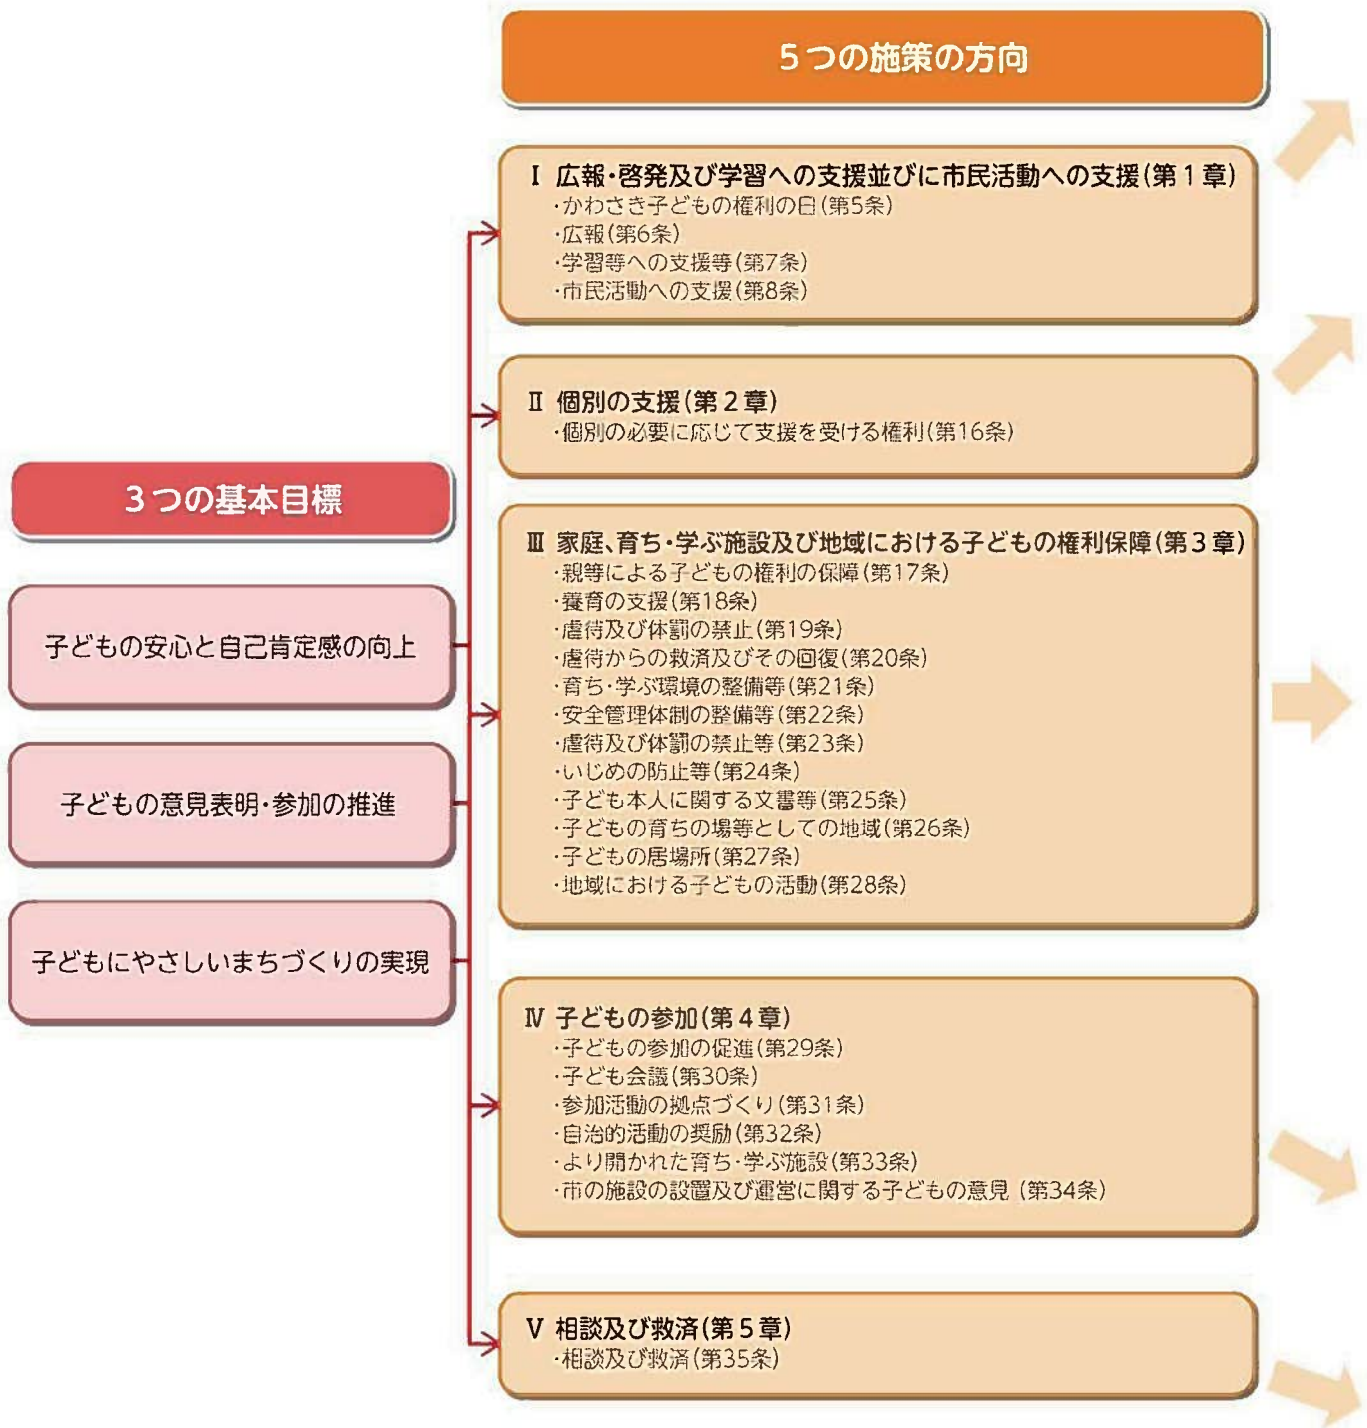 5つの施策の方向
Ⅰ 広報・啓発及び学習への支援並びに市民活動への支援(第1章)
・かわさき子どもの権利の日(第5条)
・広報(第6条)
・学習等への支援等(第7条)
・市民活動への支援(第8条)
Ⅱ 個別の支援(第2章)
・個別の必要に応じて支援を受ける権利(第16条)
3つの基本目標
子どもの安心と自己肯定感の向上
子どもの意見表明・参加の推進
子どもにやさしいまちづくりの実現
Ⅲ 家庭、育ち・学ぶ施設及び地域における子どもの権利保障(第3章)
・親等による子どもの権利の保障(第17条)
・養育の支援(第18条)
・虐待及び体罰の禁止(第19条)
・虐待からの救済及びその回復(第20条)
・育ち・学ぶ環境の整備等(第21条)
・安全管理体制の整備等(第22条)
・虐待及び体罰の禁止等(第23条)
・いじめの防止等(第24条)
・子ども本人に関する文書等(第25条)
・子どもの育ちの場等としての地域(第26条)
・子どもの居場所(第27条)
・地域における子どもの活動(第28条)
Ⅳ 子どもの参加(第4章)
・子どもの参加の促進(第29条)
・子ども会議(第30条)
・参加活動の拠点づくり(第31条)
・自治的活動の奨励(第32条)
・より開かれた育ち・学ぶ施設(第33条)
・市の施設の設置及び運営に関する子どもの意見 (第34条)
Ⅴ 相談及び救済(第5章)
・相談及び救済(第35条)